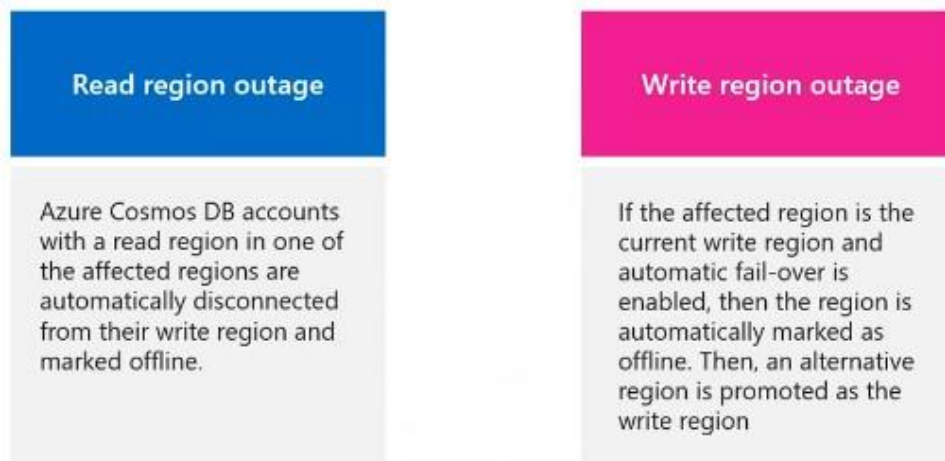 Read region outage
Azure Cosmos DB accounts
with a read region in one of
the affected regions are
automatically disconnected
from their write region and
marked offline.
Write region outage
If the affected region is the
current write region and
automatic fail-over is
enabled, then the region is
automatically marked as
offline. Then, an alternative
region is promoted as the
write region